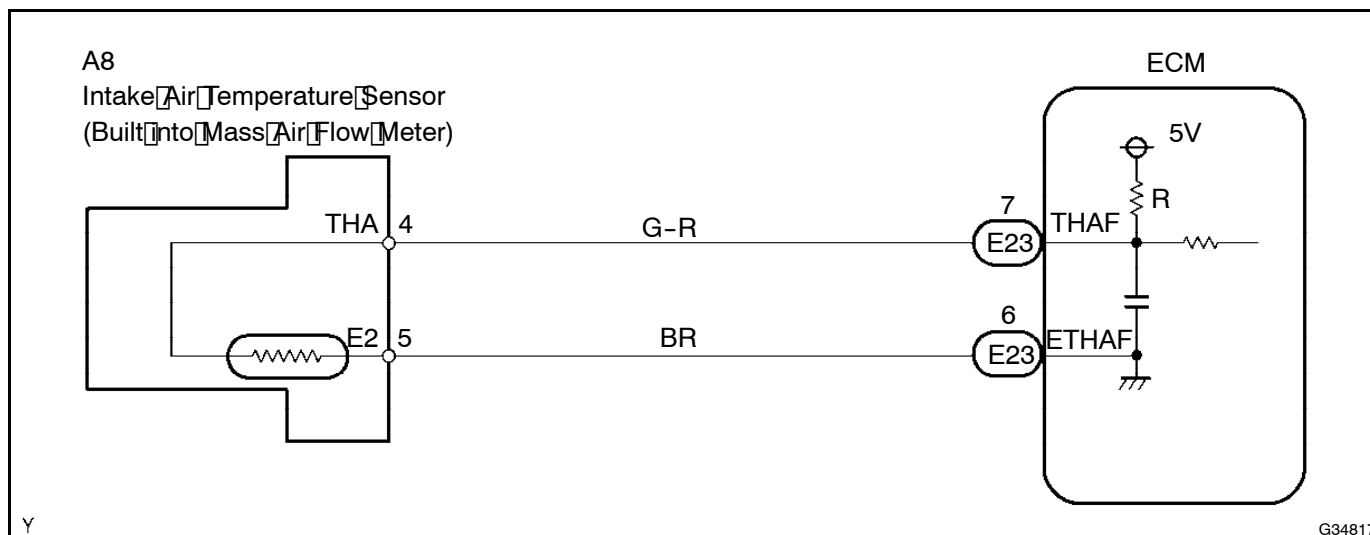 A8
Intake Air Temperature Sensor
(Built into Mass Air Flow Meter)
ECM
5V
R
THA 4
G-R
7
E23
THAF
E2 5
BR
6
E23
ETHAF
Y
G34817